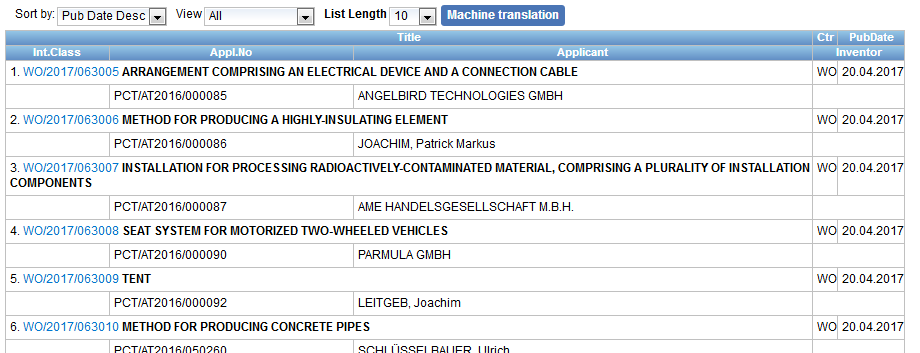 Sort by: Pub Date Desc View All List Length 10 Machine translation
Title Ctr PubDate
Int.Class Appl.No Applicant Inventor
1. WO/2017/063005 ARRANGEMENT COMPRISING AN ELECTRICAL DEVICE AND A CONNECTION CABLE WO 20.04.2017
PCT/AT2016/000085 ANGELBIRD TECHNOLOGIES GMBH
2. WO/2017/063006 METHOD FOR PRODUCING A HIGHLY-INSULATING ELEMENT WO 20.04.2017
PCT/AT2016/000086 JOACHIM, Patrick Markus
3. WO/2017/063007 INSTALLATION FOR PROCESSING RADIOACTIVELY-CONTAMINATED MATERIAL, COMPRISING A PLURALITY OF INSTALLATION WO 20.04.2017
COMPONENTS
PCT/AT2016/000087 AME HANDELSGESELLSCHAFT M.B.H.
4. WO/2017/063008 SEAT SYSTEM FOR MOTORIZED TWO-WHEELED VEHICLES WO 20.04.2017
PCT/AT2016/000090 PARMULA GMBH
5. WO/2017/063009 TENT WO 20.04.2017
PCT/AT2016/000092 LEITGEB, Joachim
6. WO/2017/063010 METHOD FOR PRODUCING CONCRETE PIPES WO 20.04.2017
PCT/AT2016/050260 SCHLÜSSELBAUER, Ulrich